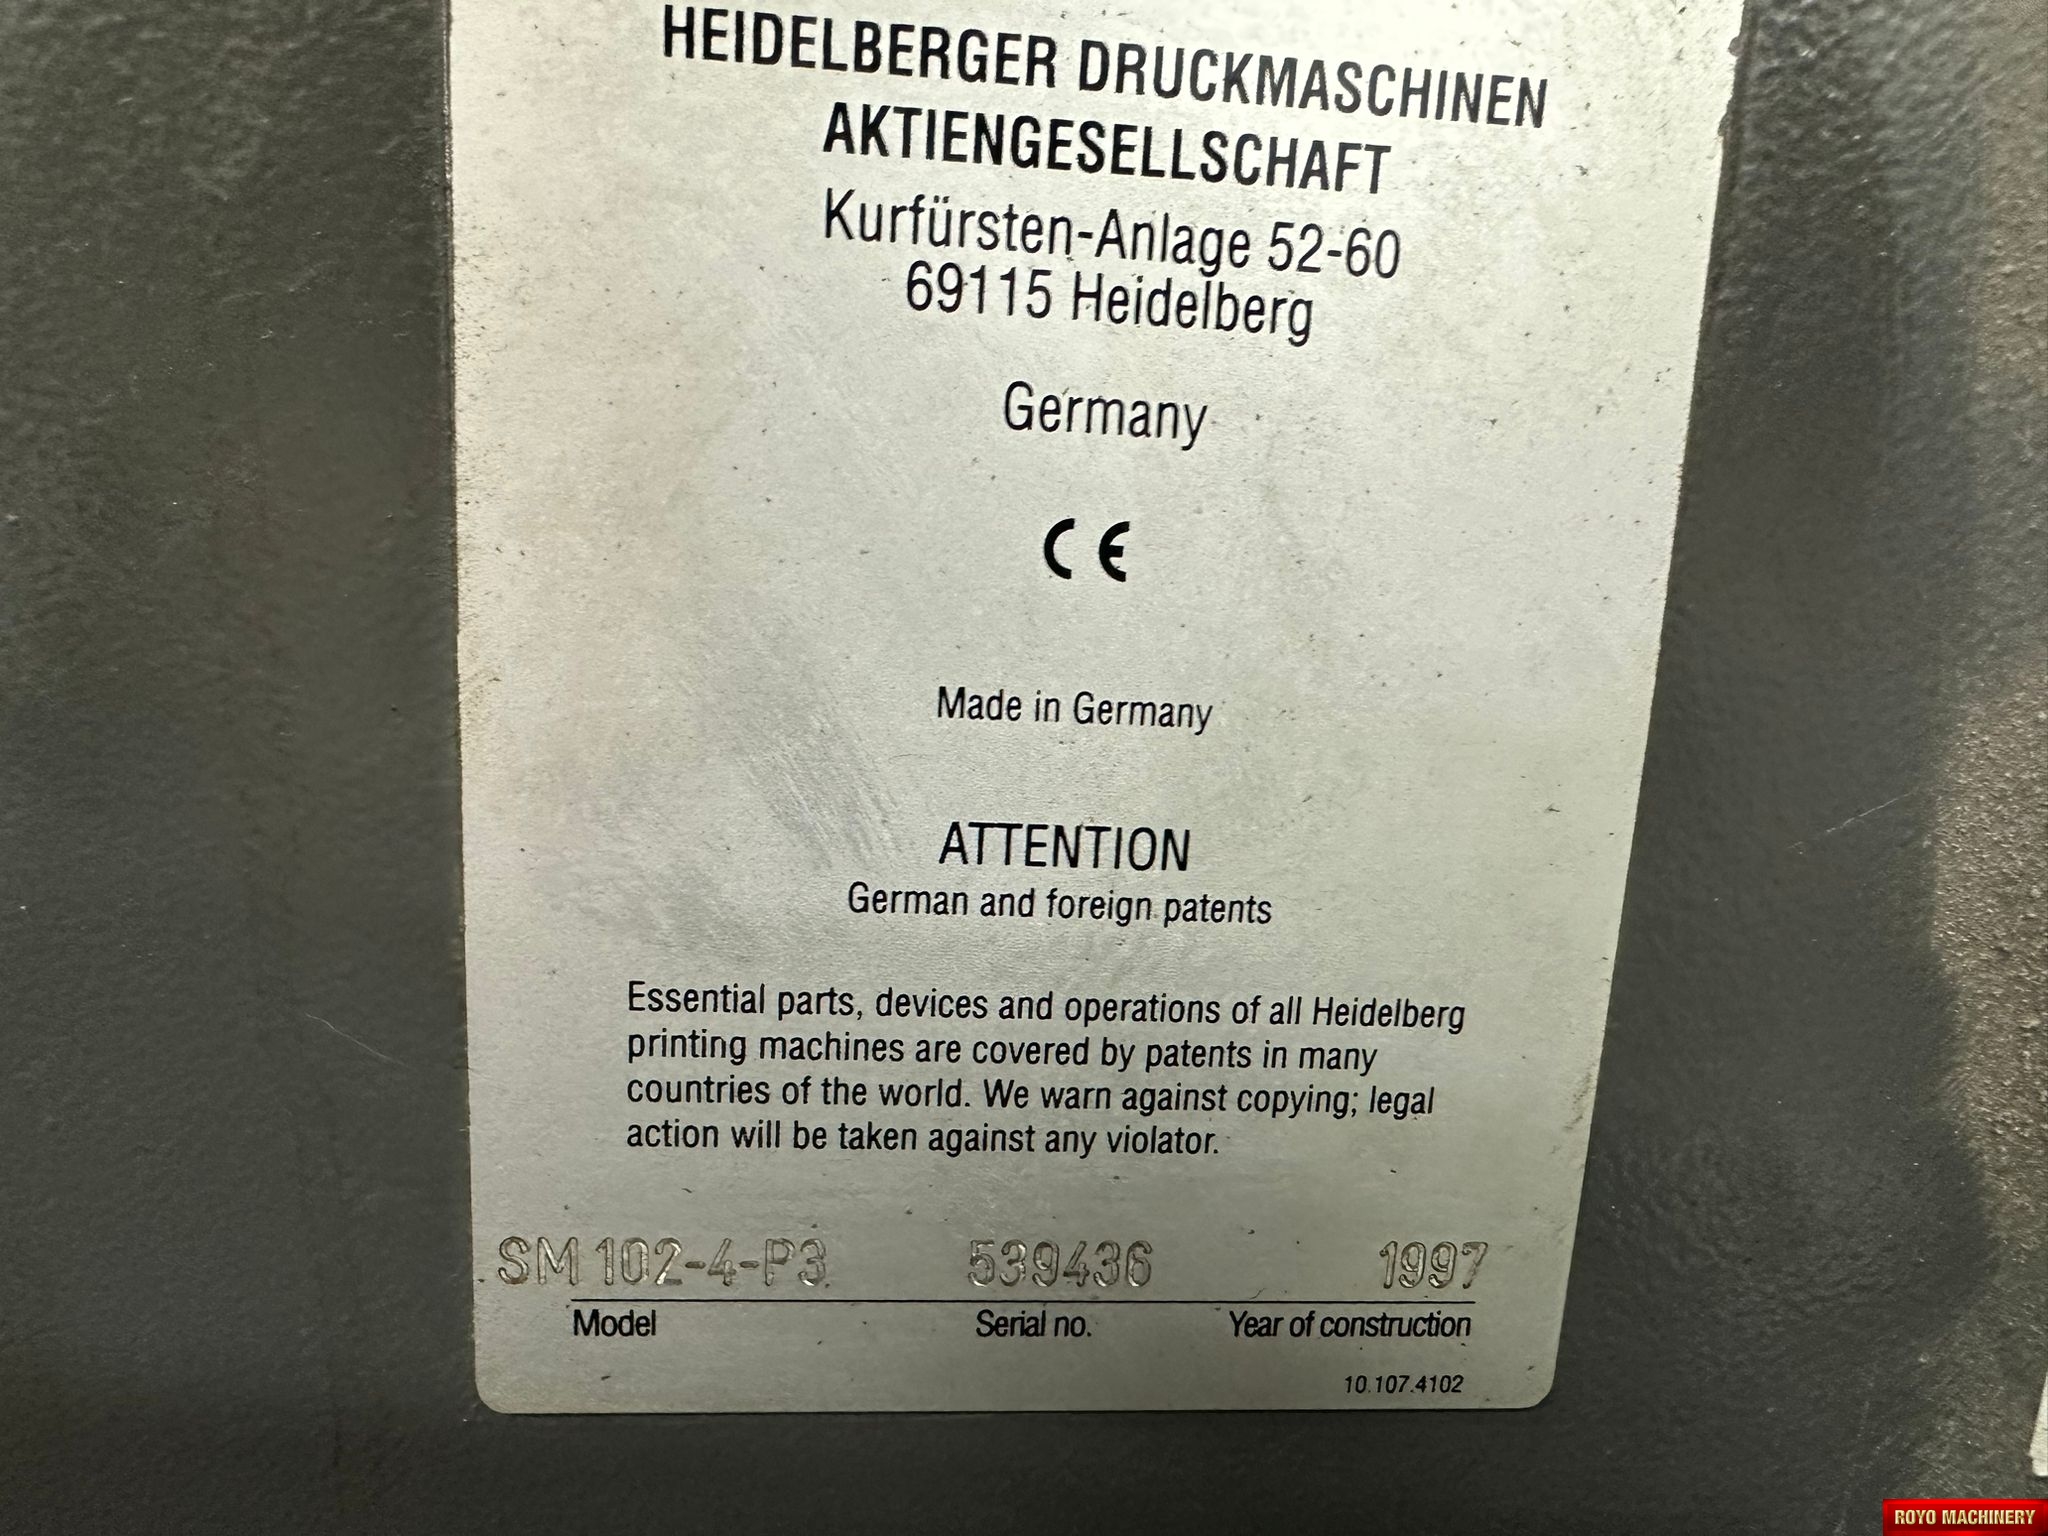 HEIDELBERGER DRUCKMASCHINEN
AKTIENGESELLSCHAFT
Kurfürsten-Anlage 52-60
69115 Heidelberg
Germany
CE
Made in Germany
ATTENTION
German and foreign patents
Essential parts, devices and operations of all Heidelberg
printing machines are covered by patents in many
countries of the world. We warn against copying; legal
action will be taken against any violator.
SM 102-4-P3 539436 1997
Model Serial no. Year of construction
10.107.4102
ROYO MACHINERY